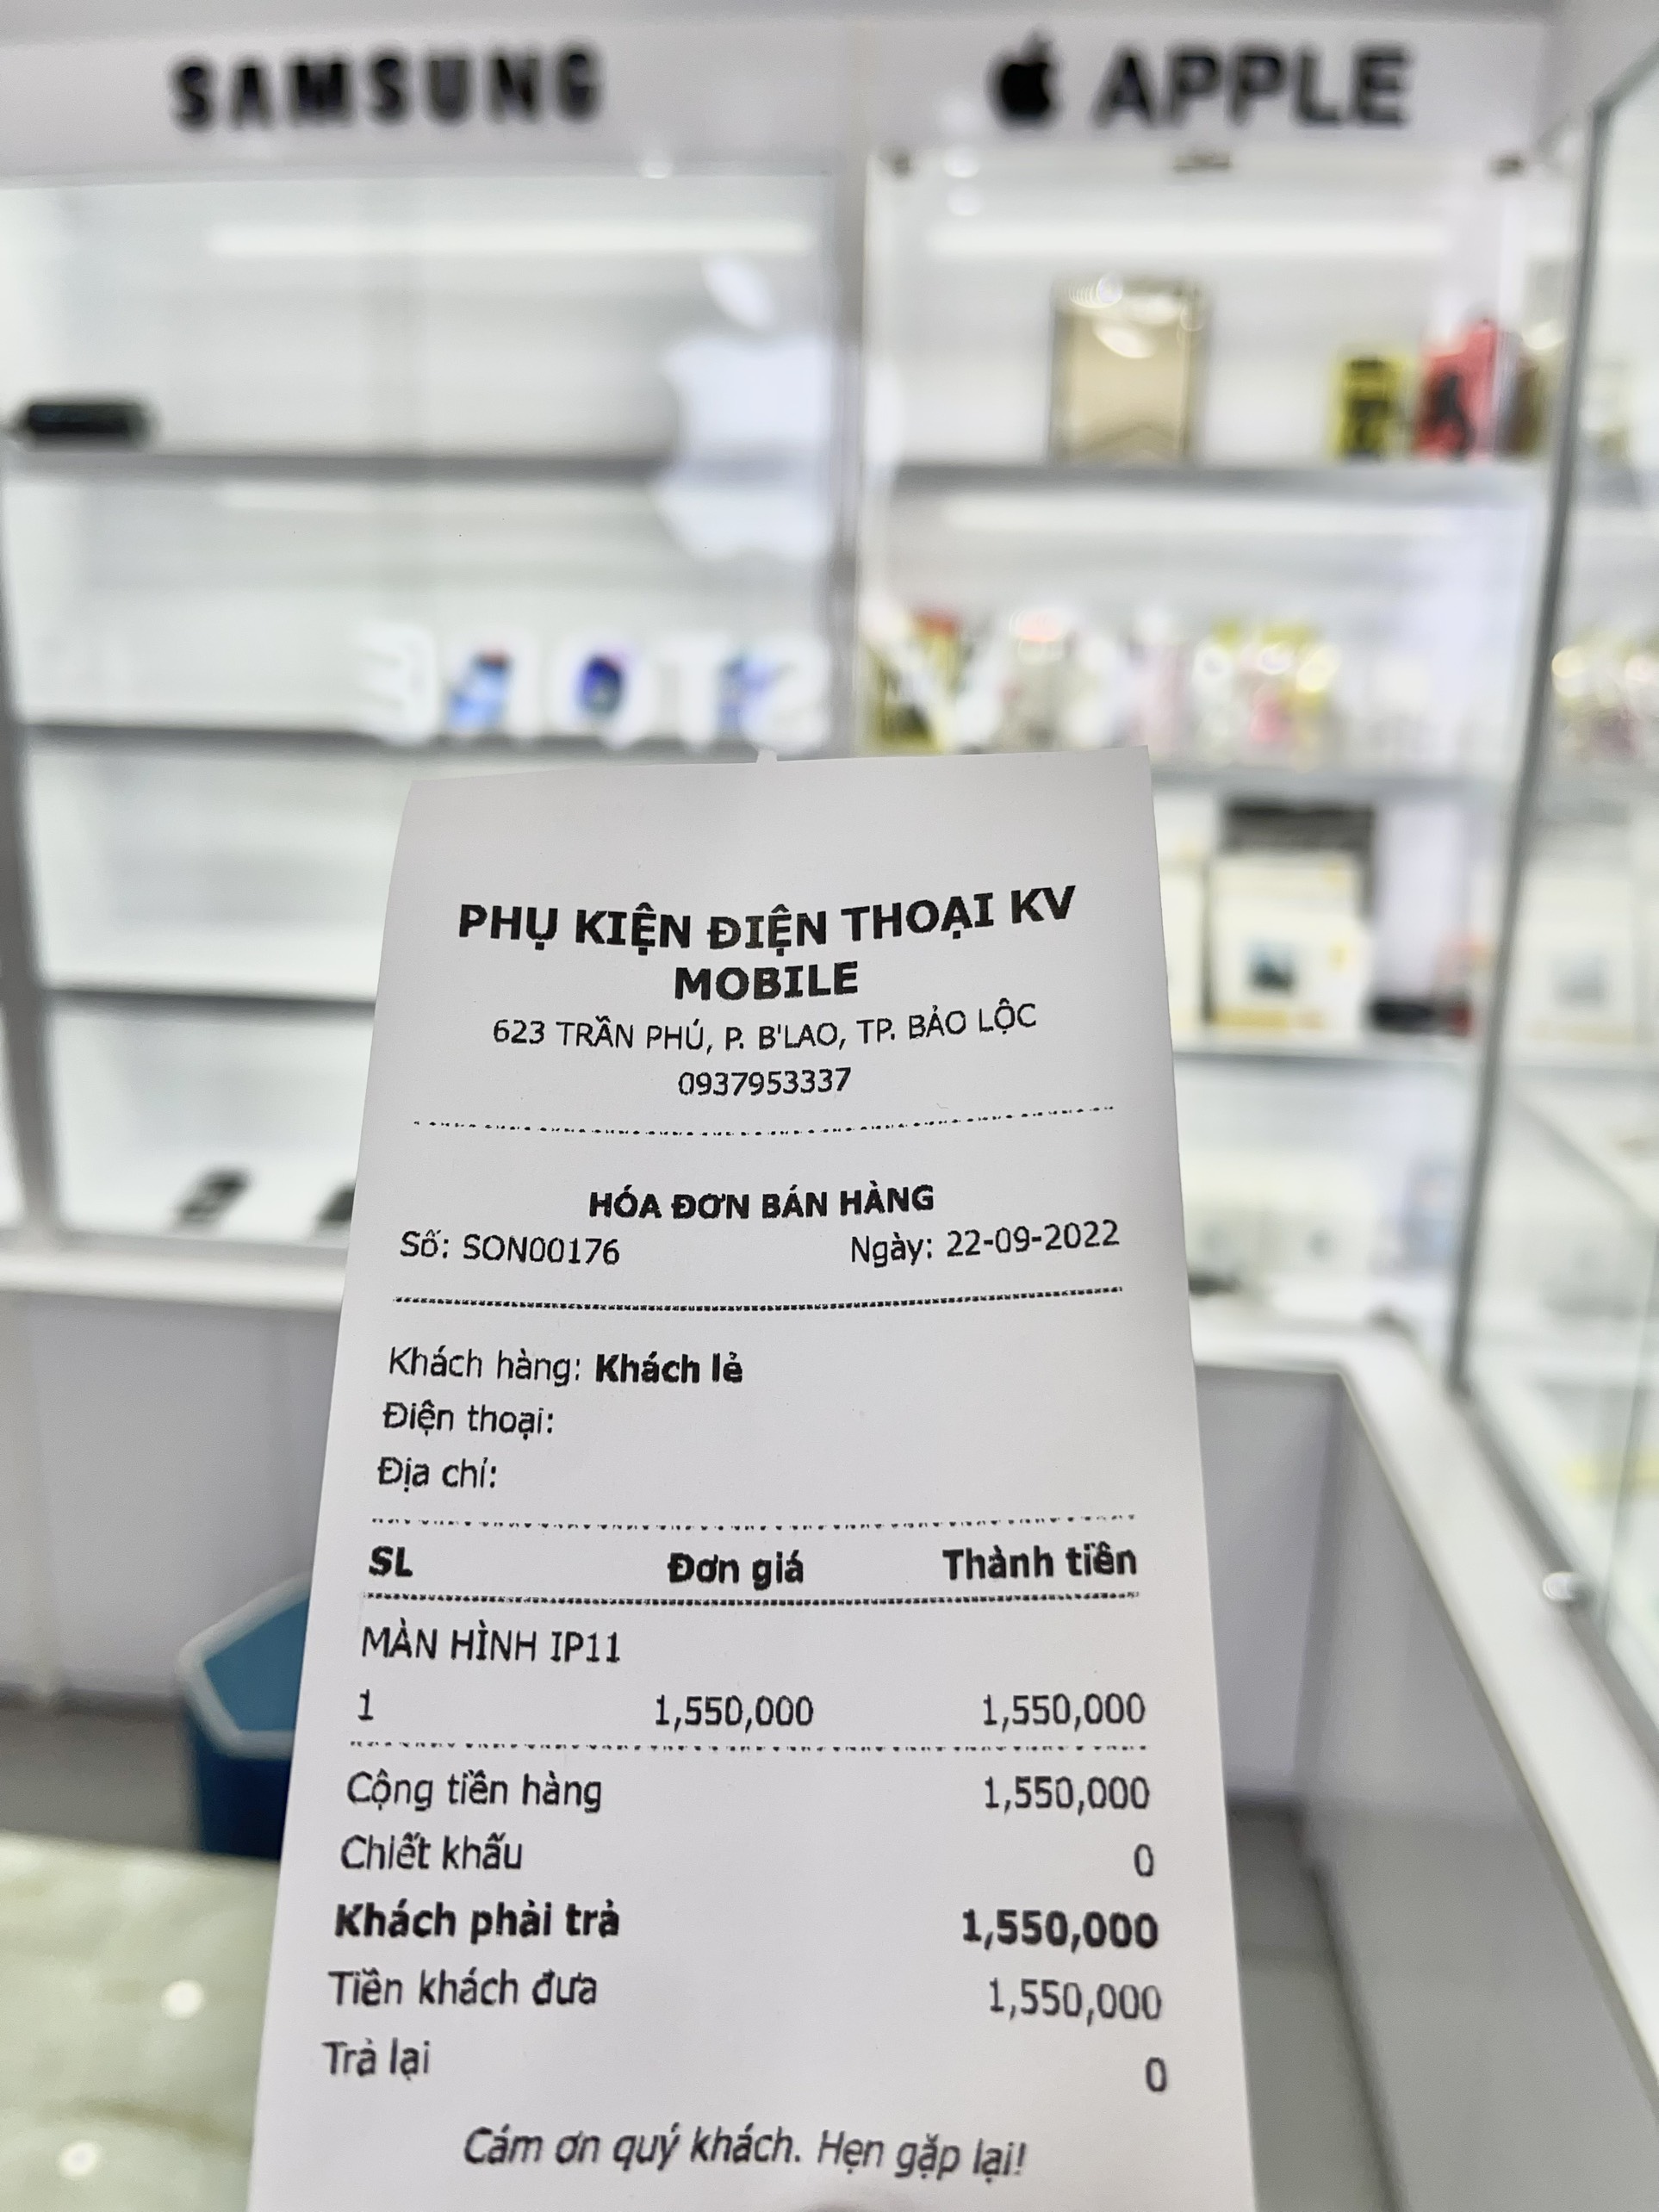 SAMSUNG
APPLE
STORE
PHỤ KIỆN ĐIỆN THOẠI KV
MOBILE
623 TRẦN PHÚ, P. B'LAO, TP. BẢO LỘC
0937953337
HÓA ĐƠN BÁN HÀNG
Số: SON00176 Ngày: 22-09-2022
Khách hàng: Khách lẻ
Điện thoại:
Địa chỉ:
SL Đơn giá Thành tiền
MÀN HÌNH IP11
1 1,550,000 1,550,000
Cộng tiền hàng 1,550,000
Chiết khấu 0
Khách phải trả 1,550,000
Tiền khách đưa 1,550,000
Trả lại 0
Cám ơn quý khách. Hẹn gặp lại!